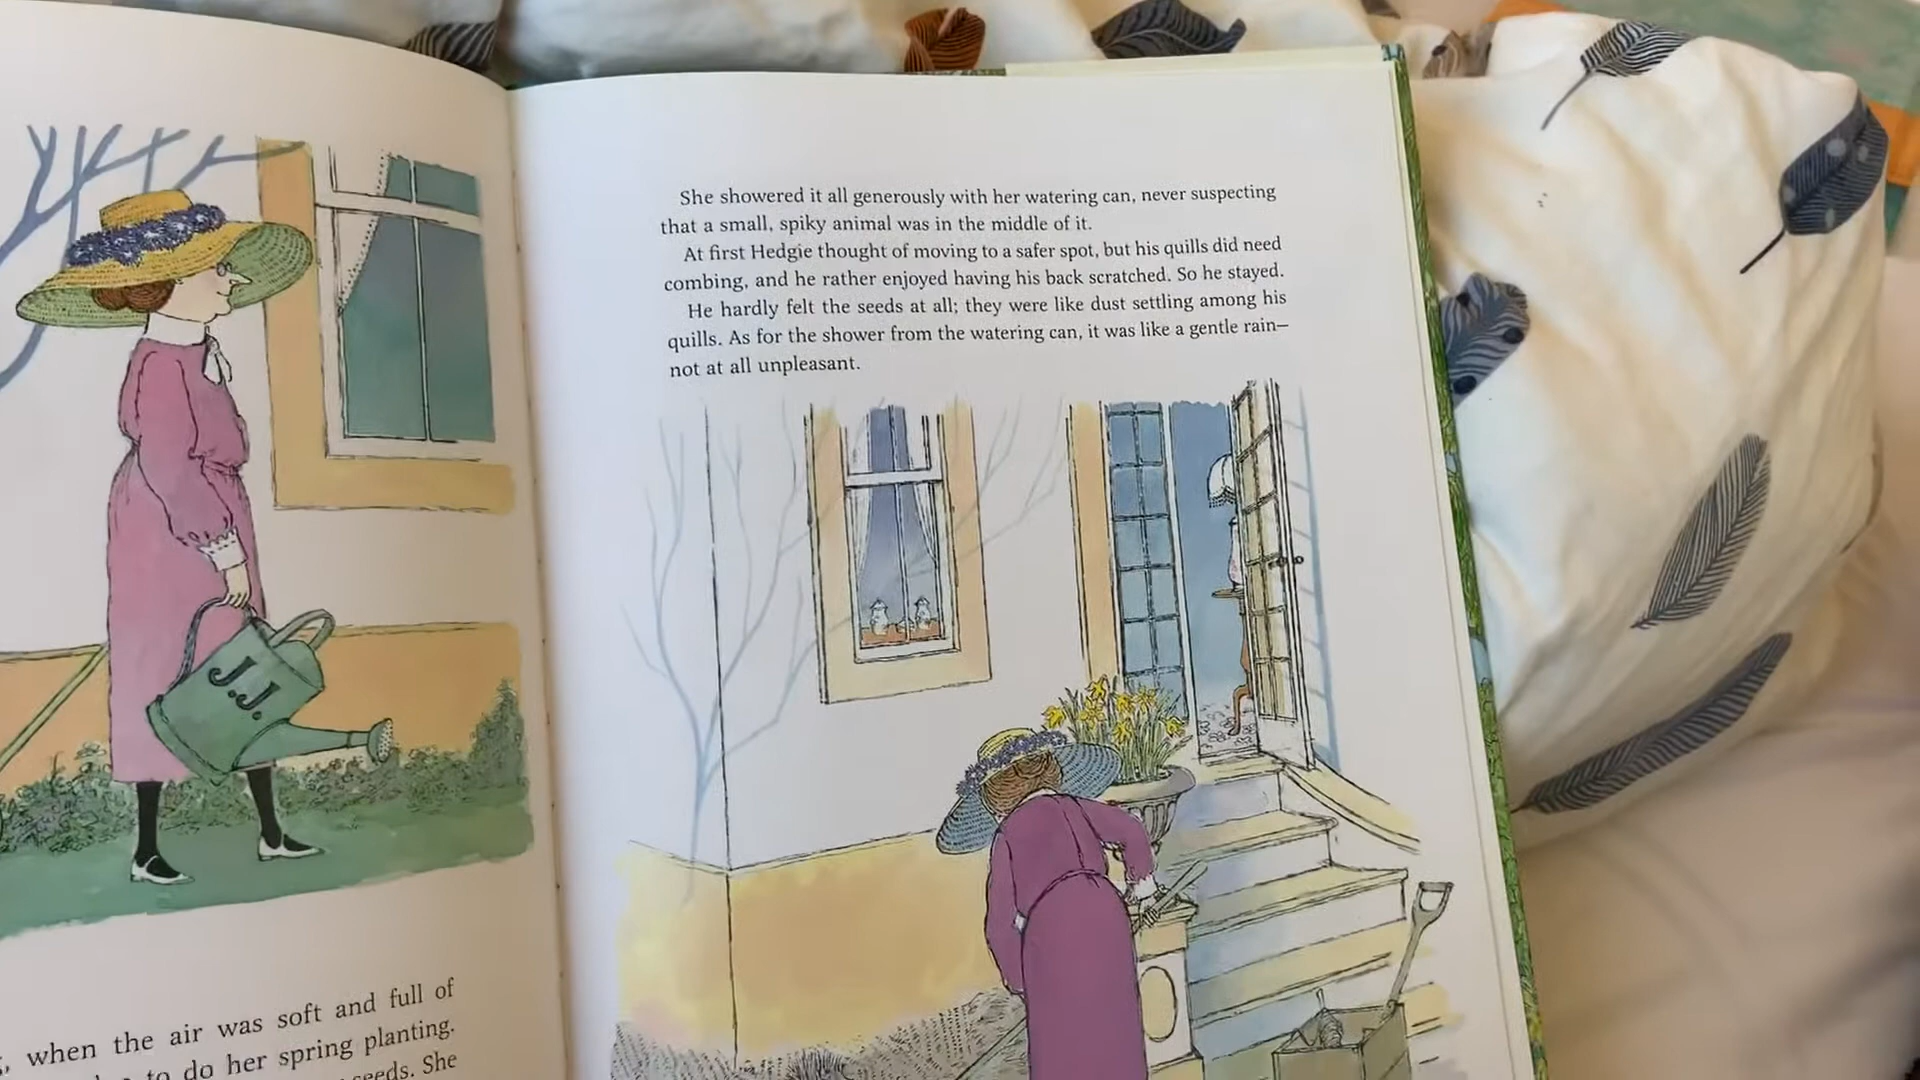 J.J.
when the air was soft and full of
to do her spring planting.
seeds. She
She showered it all generously with her watering can, never suspecting
that a small, spiky animal was in the middle of it.
At first Hedgie thought of moving to a safer spot, but his quills did need
combing, and he rather enjoyed having his back scratched. So he stayed.
He hardly felt the seeds at all; they were like dust settling among his
quills. As for the shower from the watering can, it was like a gentle rain—
not at all unpleasant.